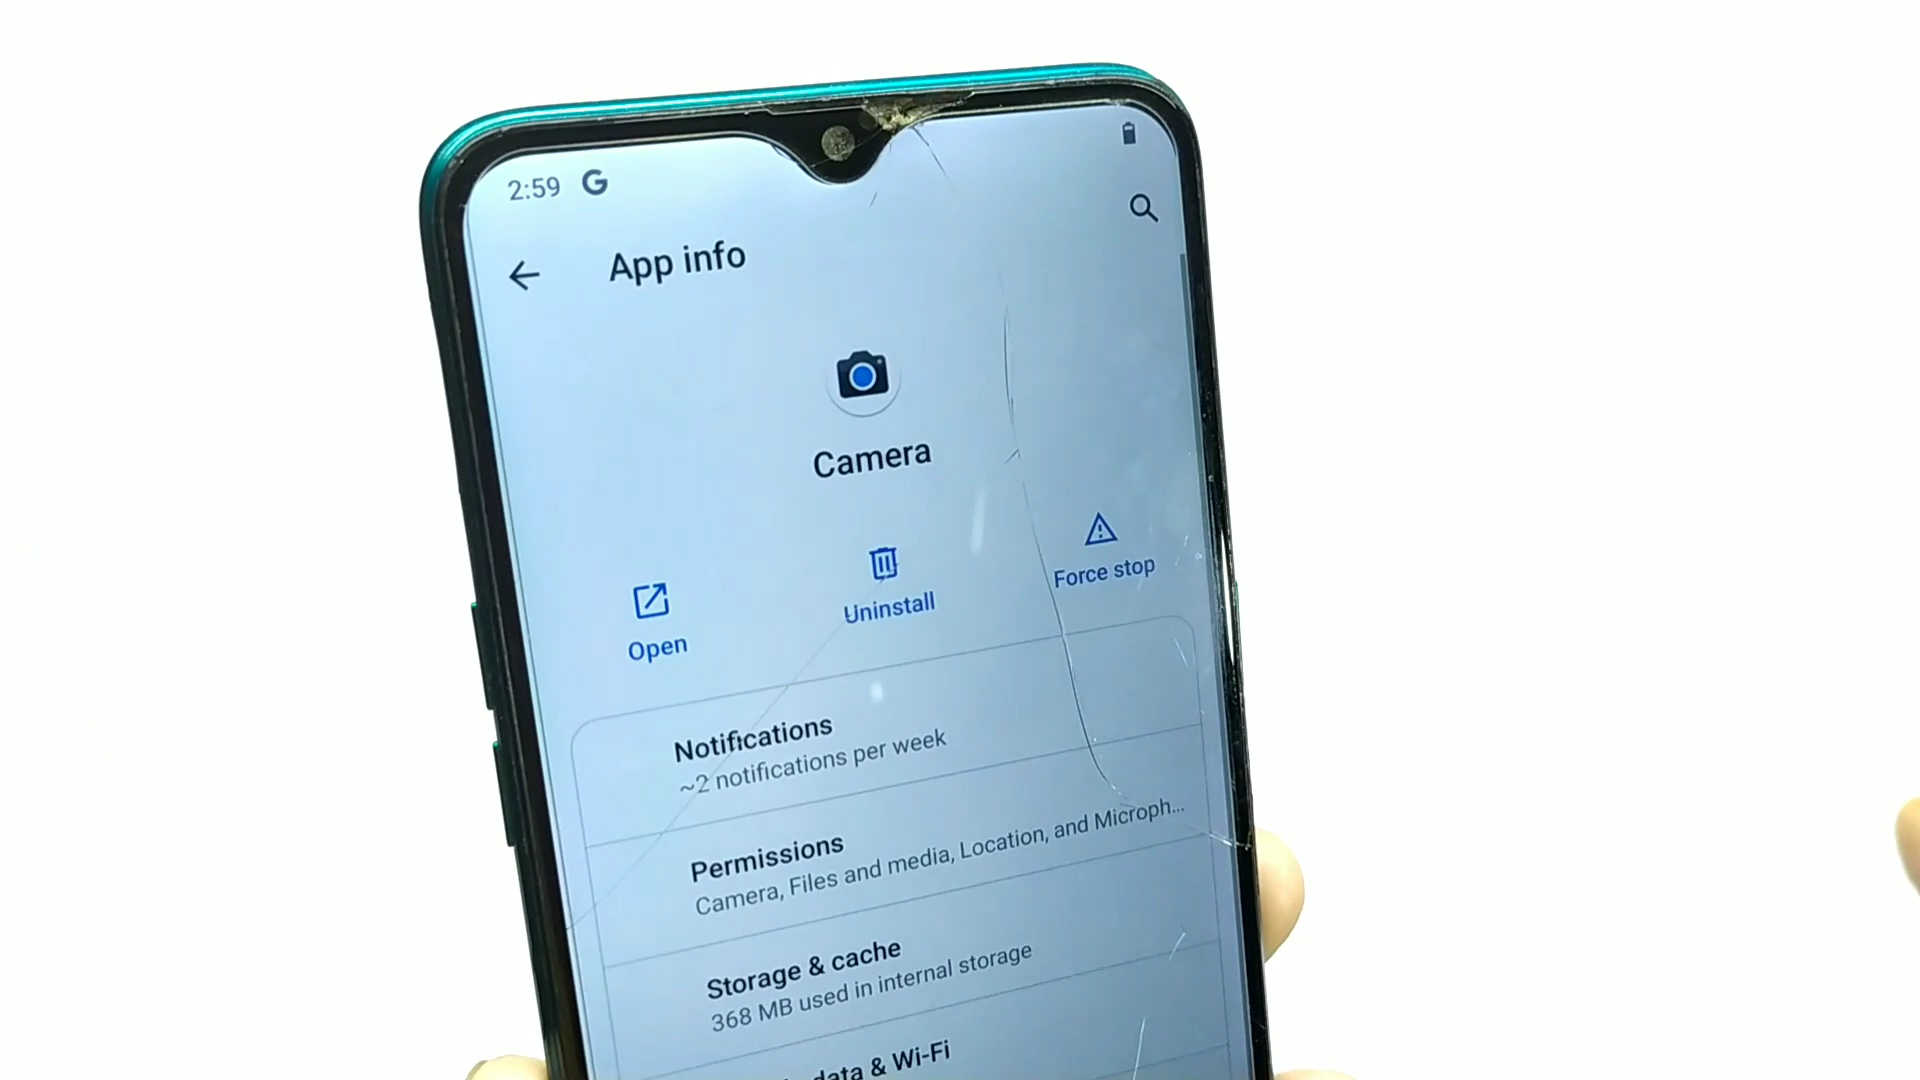 2:59 G
App info
Camera
Open
Uninstall
Force stop
Notifications
~2 notifications per week
Permissions
Camera, Files and media, Location, and Microph...
Storage & cache
368 MB used in internal storage
data & Wi-Fi